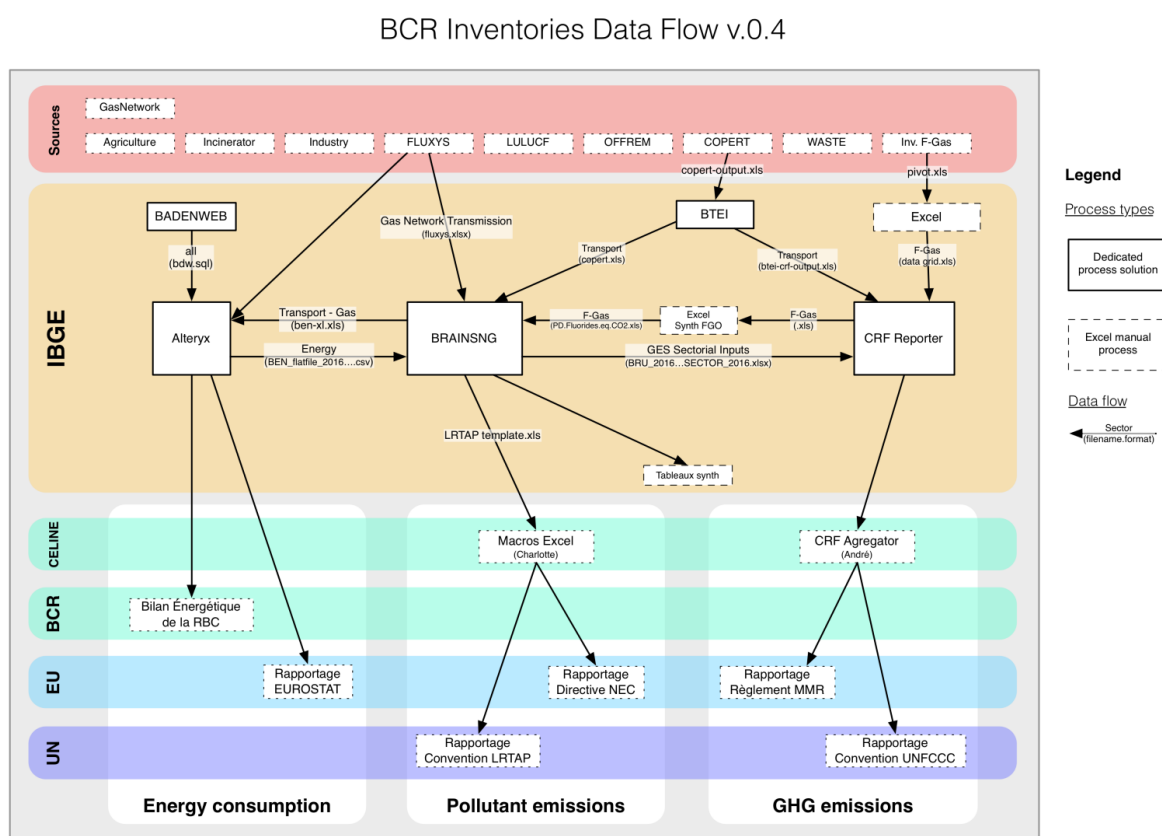 BCR Inventories Data Flow v.0.4
Sources
GasNetwork
Agriculture
Incinerator
Industry
FLUXYS
LULUCF
OFFREM
COPERT
WASTE
Inv. F-Gas
copert-output.xls
pivot.xls
IBGE
BADENWEB
BTEI
Excel
all
(bdw.sql)
Gas Network Transmission
(fluxys.xlsx)
Transport
(copert.xls)
Transport
(btei-crf-output.xls)
F-Gas
(data grid.xls)
Alteryx
Transport - Gas
(ben-xl.xls)
Energy
(BEN_flatfile_2016....csv)
BRAINSNG
F-Gas
(PD.Fluorides.eq.CO2.xls)
Excel
Synth FGO
F-Gas
(.xls)
GES Sectorial Inputs
(BRU_2016...SECTOR_2016.xlsx)
CRF Reporter
LRTAP template.xls
Tableaux synth
CELINE
Macros Excel
(Charlotte)
CRF Agregator
(André)
BCR
Bilan Énergétique
de la RBC
EU
Rapportage
EUROSTAT
Rapportage
Directive NEC
Rapportage
Règlement MMR
UN
Rapportage
Convention LRTAP
Rapportage
Convention UNFCCC
Energy consumption
Pollutant emissions
GHG emissions
Legend
Process types
Dedicated
process solution
Excel manual
process
Data flow
Sector
(filename.format)